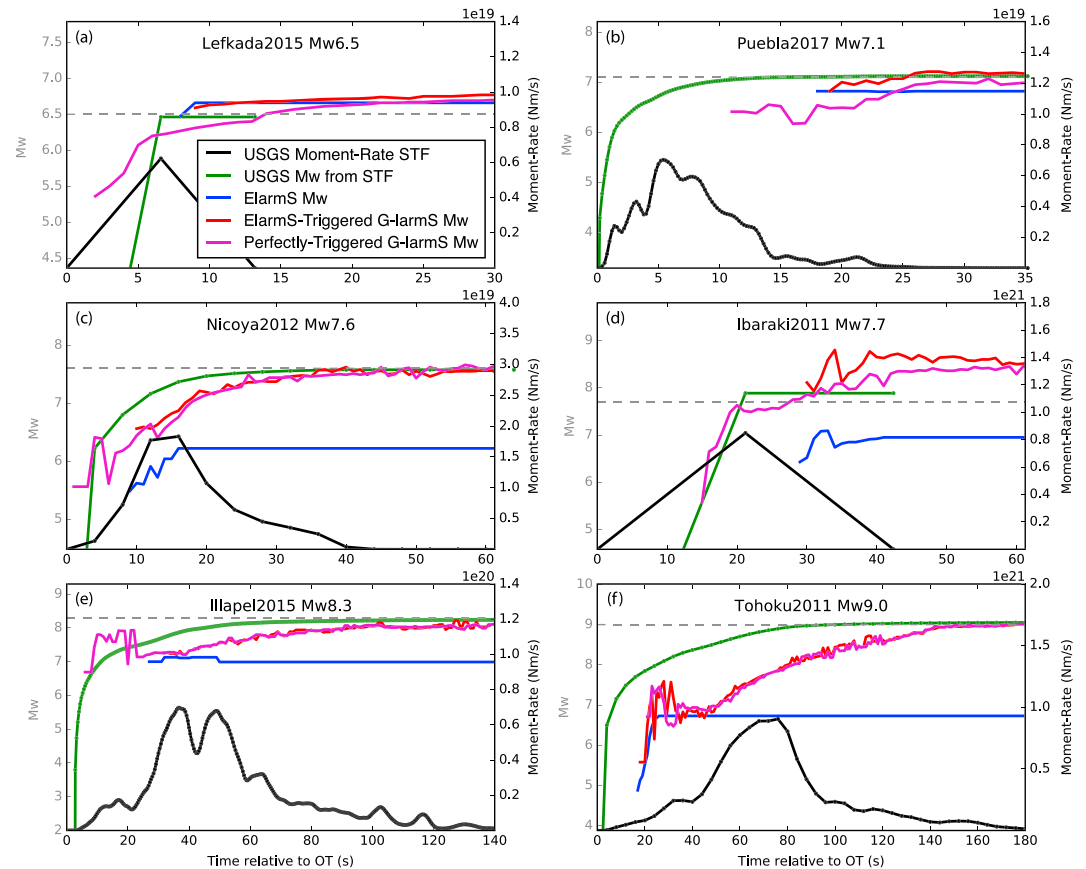 1e19
1e19
(a)
Lefkada2015 Mw6.5
(b)
Puebla2017 Mw7.1
7.5
7.0
6.5
6.0
5.5
5.0
4.5
Mw
1.4
1.2
1.0
0.8
0.6
0.4
0.2
Moment-Rate (Nm/s)
USGS Moment-Rate STF
USGS Mw from STF
ElarmS Mw
ElarmS-Triggered G-larmS Mw
Perfectly-Triggered G-larmS Mw
0 5 10 15 20 25 30
8
7
6
5
4
Mw
1.6
1.4
1.2
1.0
0.8
0.6
0.4
0.2
Moment-Rate (Nm/s)
0 5 10 15 20 25 30 35
1e19
1e21
(c)
Nicoya2012 Mw7.6
(d)
Ibaraki2011 Mw7.7
8
7
6
5
Mw
4.0
3.5
3.0
2.5
2.0
1.5
1.0
0.5
Moment-Rate (Nm/s)
0 10 20 30 40 50 60
9
8
7
6
5
Mw
1.8
1.6
1.4
1.2
1.0
0.8
0.6
0.4
0.2
Moment-Rate (Nm/s)
0 10 20 30 40 50 60
1e20
1e21
(e)
Illapel2015 Mw8.3
(f)
Tohoku2011 Mw9.0
9
8
7
6
5
4
3
2
Mw
1.4
1.2
1.0
0.8
0.6
0.4
0.2
Moment-Rate (Nm/s)
0 20 40 60 80 100 120 140
Time relative to OT (s)
10
9
8
7
6
5
4
Mw
2.0
1.5
1.0
0.5
Moment-Rate (Nm/s)
0 20 40 60 80 100 120 140 160 180
Time relative to OT (s)